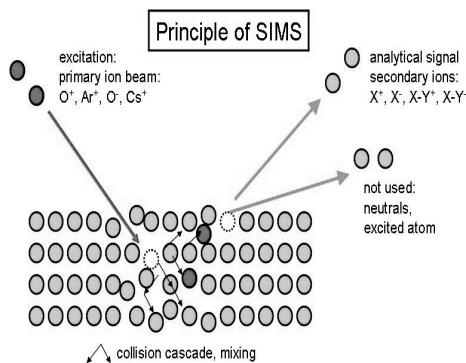 Principle of SIMS
excitation:
primary ion beam:
O⁺, Ar⁺, O⁻, Cs⁺
analytical signal
secondary ions:
X⁺, X⁻, X-Y⁺, X-Y⁻
not used:
neutrals,
excited atom
collision cascade, mixing